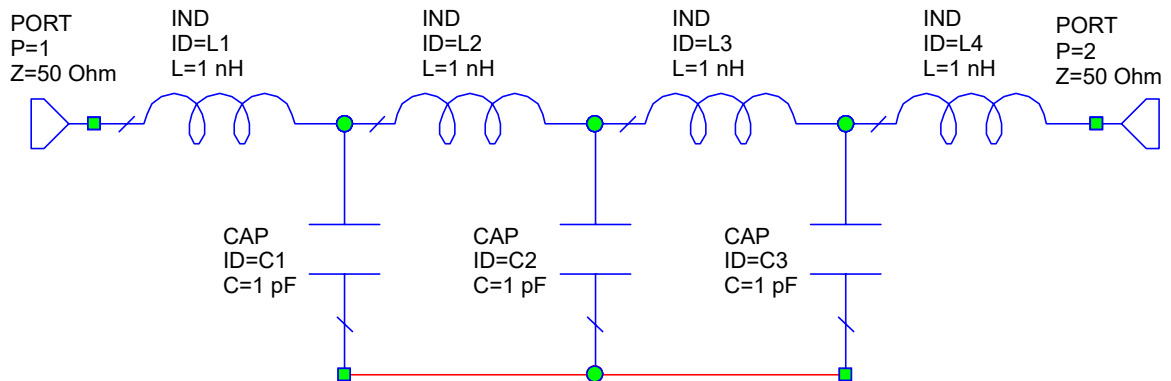 PORT
P=1
Z=50 Ohm
IND
ID=L1
L=1 nH
IND
ID=L2
L=1 nH
IND
ID=L3
L=1 nH
IND
ID=L4
L=1 nH
PORT
P=2
Z=50 Ohm
CAP
ID=C1
C=1 pF
CAP
ID=C2
C=1 pF
CAP
ID=C3
C=1 pF